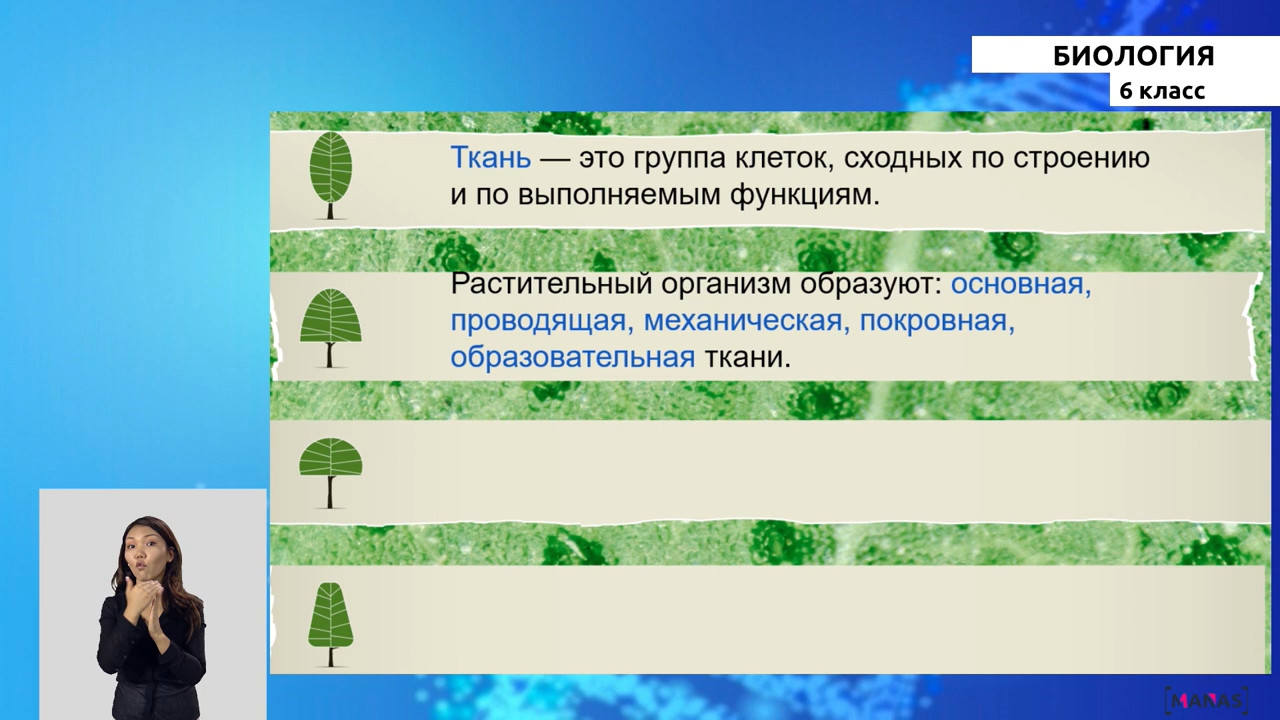 БИОЛОГИЯ
6 класс
Ткань — это группа клеток, сходных по строению
и по выполняемым функциям.
Растительный организм образуют: основная,
проводящая, механическая, покровная,
образовательная ткани.
[MANAS]